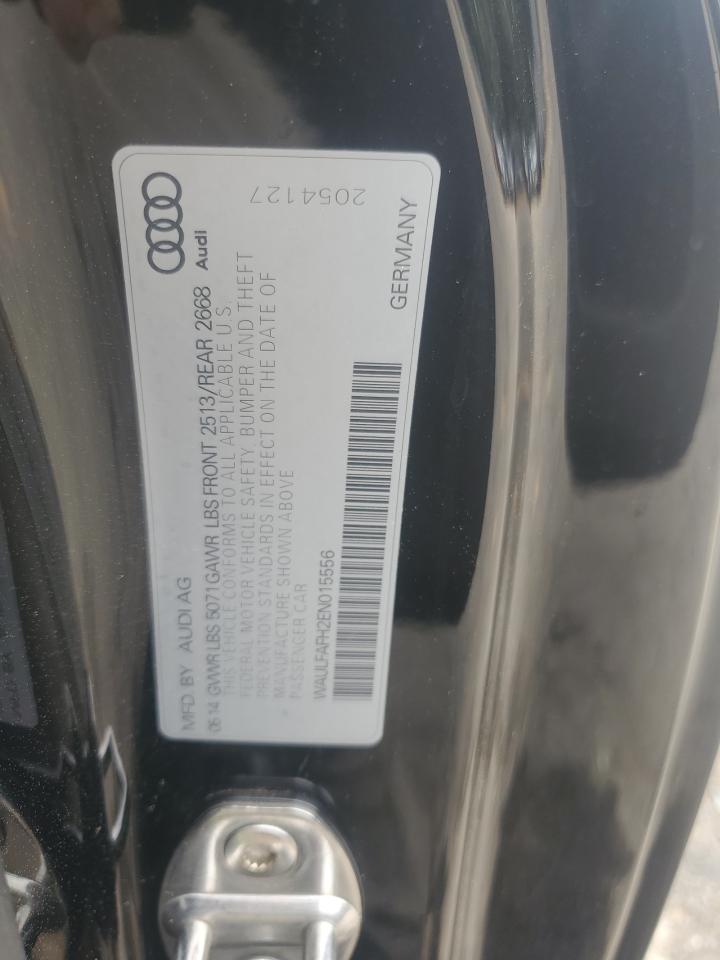 MFD BY AUDI AG
0614 GVWR LBS 5071 GAWR LBS FRONT 2513/REAR 2668
THIS VEHICLE CONFORMS TO ALL APPLICABLE U.S.
FEDERAL MOTOR VEHICLE SAFETY, BUMPER AND THEFT
PREVENTION STANDARDS IN EFFECT ON THE DATE OF
MANUFACTURE SHOWN ABOVE
PASSENGER CAR
WAULFAFH2EN015556
Audi
GERMANY
2054127